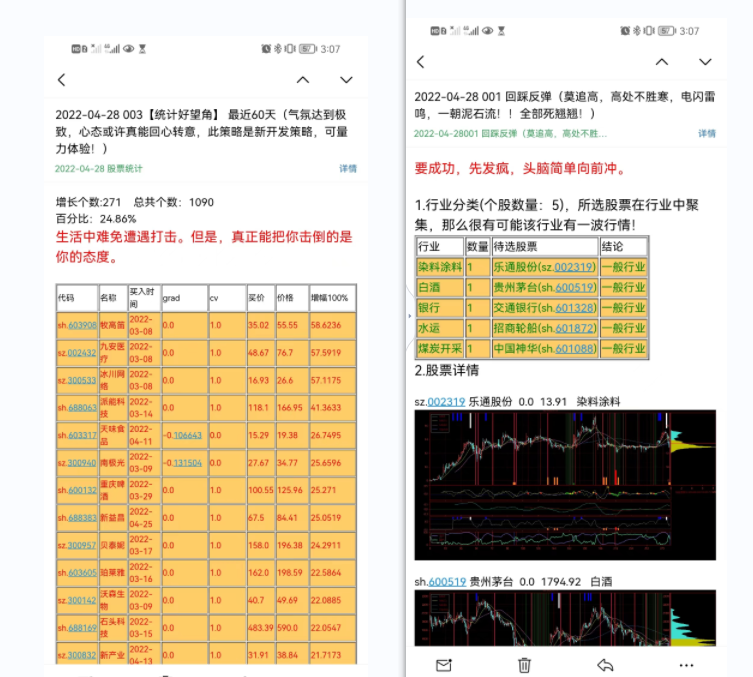 3:07
2022-04-28 003【统计好望角】 最近60天（气氛达到极
致，心态或许真能回心转意，此策略是新开发策略，可量
力体验！）
2022-04-28 股票统计 详情
增长个数:271 总共个数：1090
百分比：24.86%
生活中难免遭遇打击。但是，真正能把你击倒的是
你的态度。
代码 名称 买入时间 grad cv 买价 价格 增幅100%
sh.603908 牧高笛 2022-03-08 0.0 1.0 35.02 55.55 58.6236
sz.002432 九安医疗 2022-03-08 0.0 1.0 48.67 76.7 57.5919
sz.300533 冰川网络 2022-03-08 0.0 1.0 16.93 26.6 57.1175
sh.688063 派能科技 2022-03-14 0.0 1.0 118.1 166.95 41.3633
sh.603317 天味食品 2022-04-11 -0.106643 0.0 15.29 19.38 26.7495
sz.300940 南极光 2022-03-09 -0.131504 0.0 27.67 34.77 25.6596
sh.600132 重庆啤酒 2022-03-29 0.0 1.0 100.55 125.96 25.271
sh.688383 新益昌 2022-04-25 0.0 1.0 67.5 84.41 25.0519
sz.300957 贝泰妮 2022-03-17 0.0 1.0 158.0 196.38 24.2911
sh.603605 珀莱雅 2022-03-16 0.0 1.0 162.0 198.59 22.5864
sz.300142 沃森生物 2022-03-09 0.0 1.0 40.7 49.69 22.0885
sh.688169 石头科技 2022-03-15 0.0 1.0 483.39 590.0 22.0547
sz.300832 新产业 2022-04-13 0.0 1.0 31.91 38.84 21.7173
3:07
2022-04-28 001 回踩反弹（莫追高，高处不胜寒，电闪雷
鸣，一朝泥石流！！全部死翘翘！）
2022-04-28001 回踩反弹（莫追高，高处不胜... 详情
要成功，先发疯，头脑简单向前冲。
1.行业分类(个股数量：5)，所选股票在行业中聚
集，那么很有可能该行业有一波行情！
行业 数量 待选股票 结论
染料涂料 1 乐通股份(sz.002319) 一般行业
白酒 1 贵州茅台(sh.600519) 一般行业
银行 1 交通银行(sh.601328) 一般行业
水运 1 招商轮船(sh.601872) 一般行业
煤炭开采 1 中国神华(sh.601088) 一般行业
2.股票详情
sz.002319 乐通股份 0.0 13.91 染料涂料
sh.600519 贵州茅台 0.0 1794.92 白酒